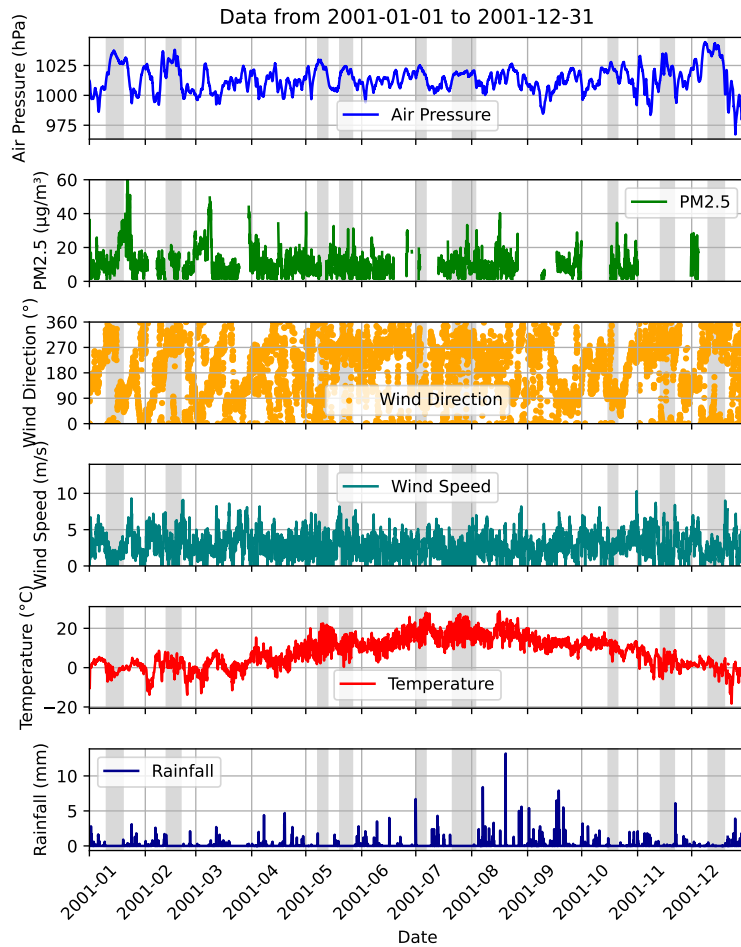 Data from 2001-01-01 to 2001-12-31
Air Pressure (hPa)
1025
1000
975
Air Pressure
PM2.5 (µg/m³)
60
40
20
0
PM2.5
Wind Direction (°)
360
270
180
90
0
Wind Direction
Wind Speed (m/s)
10
5
0
Wind Speed
Temperature (°C)
20
0
−20
Temperature
Rainfall (mm)
10
5
0
Rainfall
2001-01
2001-02
2001-03
2001-04
2001-05
2001-06
2001-07
2001-08
2001-09
2001-10
2001-11
2001-12
Date